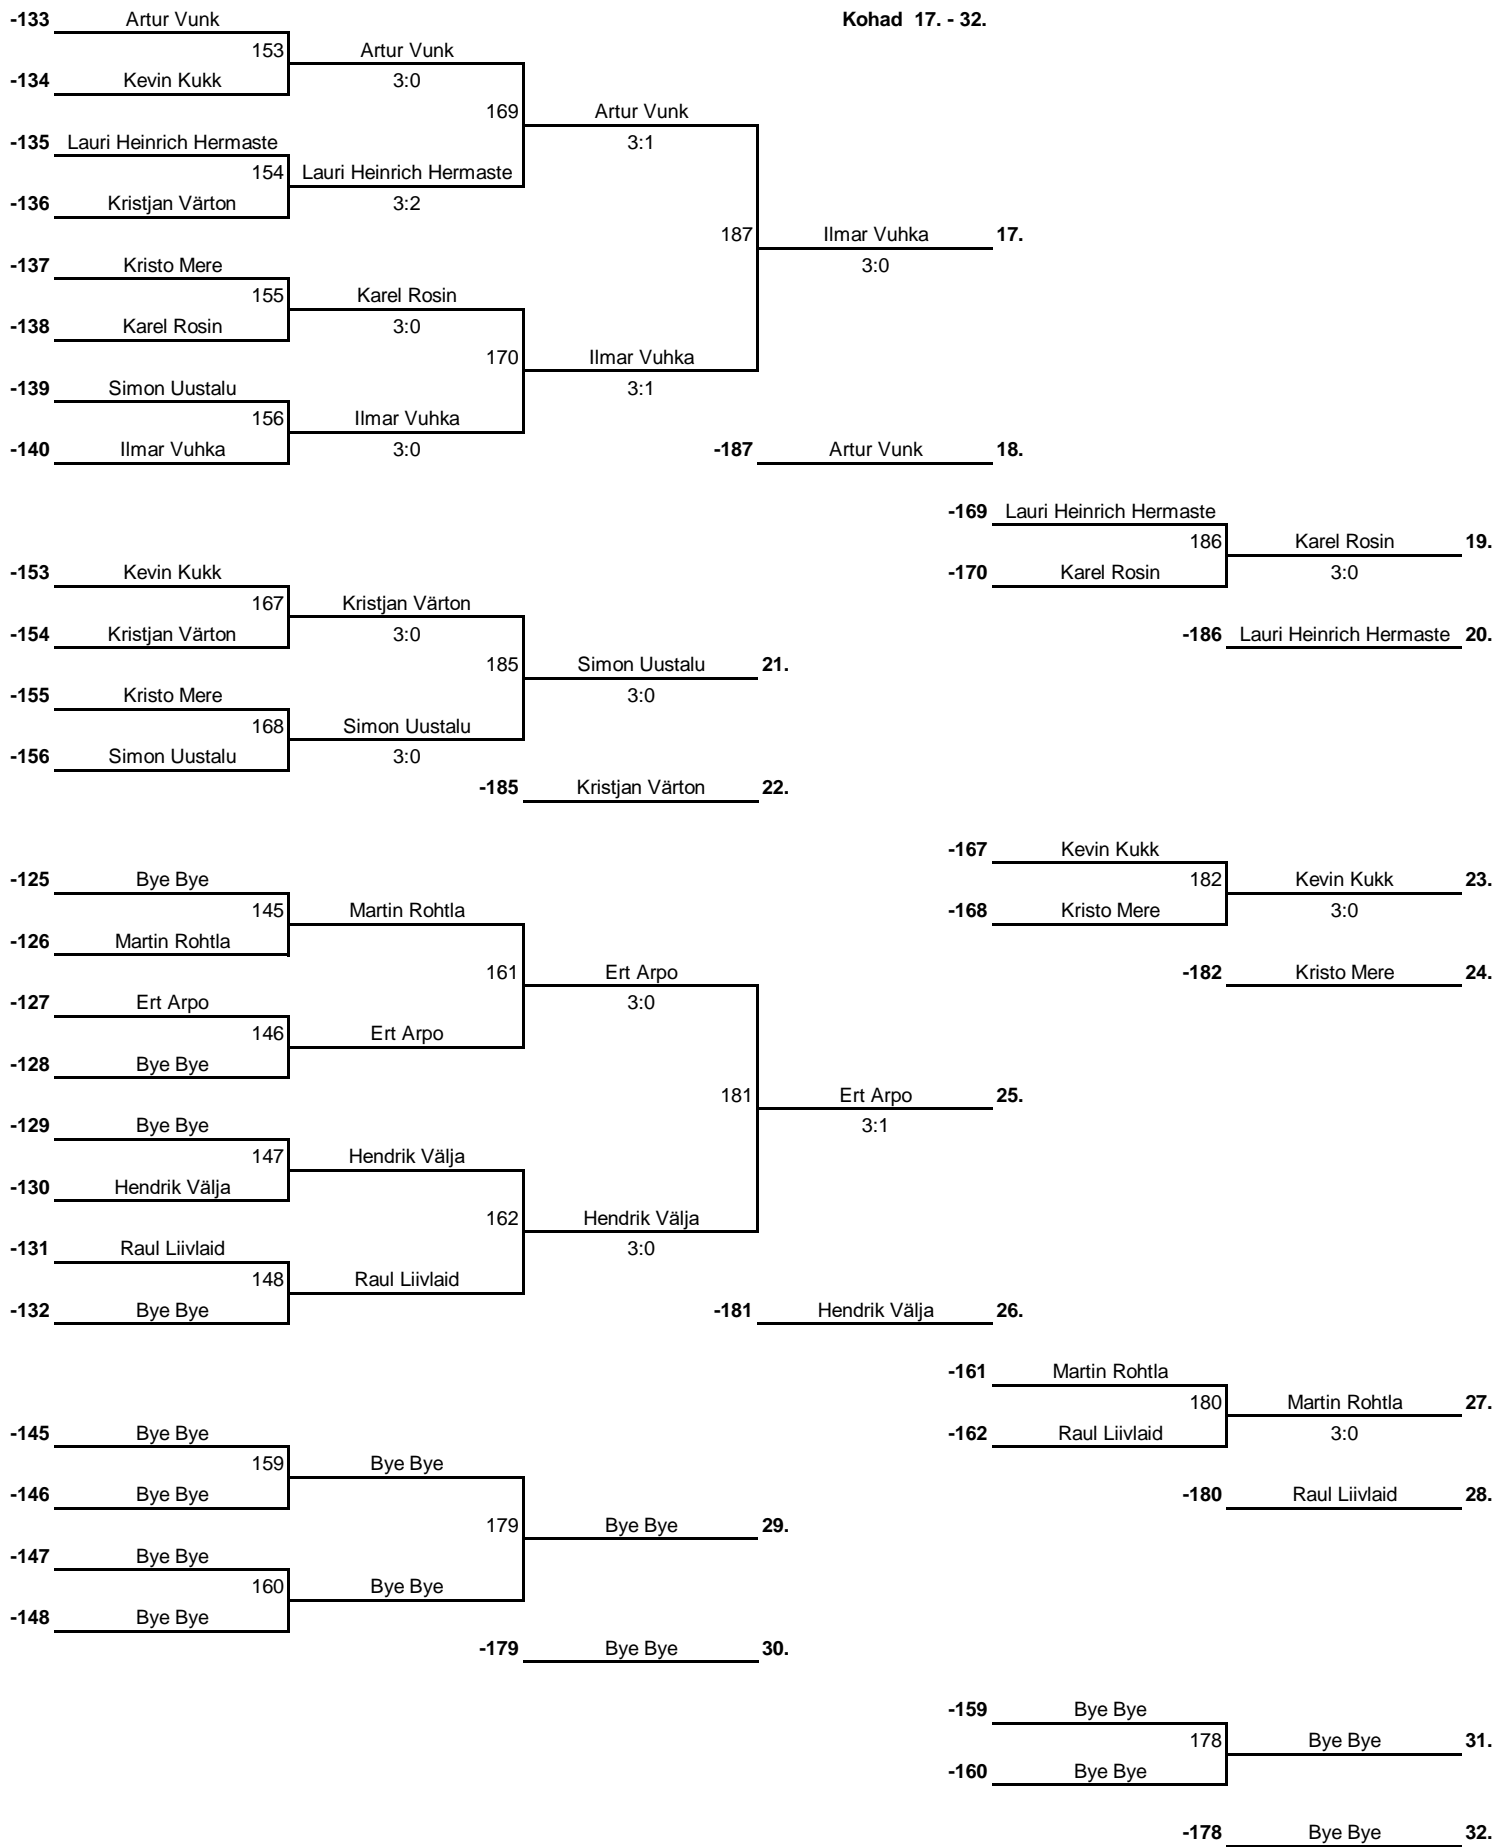 -133 Artur Vunk Kohad 17. - 32.
153 Artur Vunk
-134 Kevin Kukk 3:0
169 Artur Vunk
-135 Lauri Heinrich Hermaste 3:1
154 Lauri Heinrich Hermaste
-136 Kristjan Värton 3:2
187 Ilmar Vuhka 17.
-137 Kristo Mere 3:0
155 Karel Rosin
-138 Karel Rosin 3:0
170 Ilmar Vuhka
-139 Simon Uustalu 3:1
156 Ilmar Vuhka
-140 Ilmar Vuhka 3:0 -187 Artur Vunk 18.
-169 Lauri Heinrich Hermaste
186 Karel Rosin 19.
-153 Kevin Kukk -170 Karel Rosin 3:0
167 Kristjan Värton
-154 Kristjan Värton 3:0 -186 Lauri Heinrich Hermaste 20.
185 Simon Uustalu 21.
-155 Kristo Mere 3:0
168 Simon Uustalu
-156 Simon Uustalu 3:0
-185 Kristjan Värton 22.
-167 Kevin Kukk
-125 Bye Bye 182 Kevin Kukk 23.
145 Martin Rohtla -168 Kristo Mere 3:0
-126 Martin Rohtla
161 Ert Arpo -182 Kristo Mere 24.
-127 Ert Arpo 3:0
146 Ert Arpo
-128 Bye Bye
181 Ert Arpo 25.
-129 Bye Bye 3:1
147 Hendrik Välja
-130 Hendrik Välja
162 Hendrik Välja
-131 Raul Liivlaid 3:0
148 Raul Liivlaid
-132 Bye Bye -181 Hendrik Välja 26.
-161 Martin Rohtla
180 Martin Rohtla 27.
-145 Bye Bye -162 Raul Liivlaid 3:0
159 Bye Bye
-146 Bye Bye -180 Raul Liivlaid 28.
179 Bye Bye 29.
-147 Bye Bye
160 Bye Bye
-148 Bye Bye
-179 Bye Bye 30.
-159 Bye Bye
178 Bye Bye 31.
-160 Bye Bye
-178 Bye Bye 32.